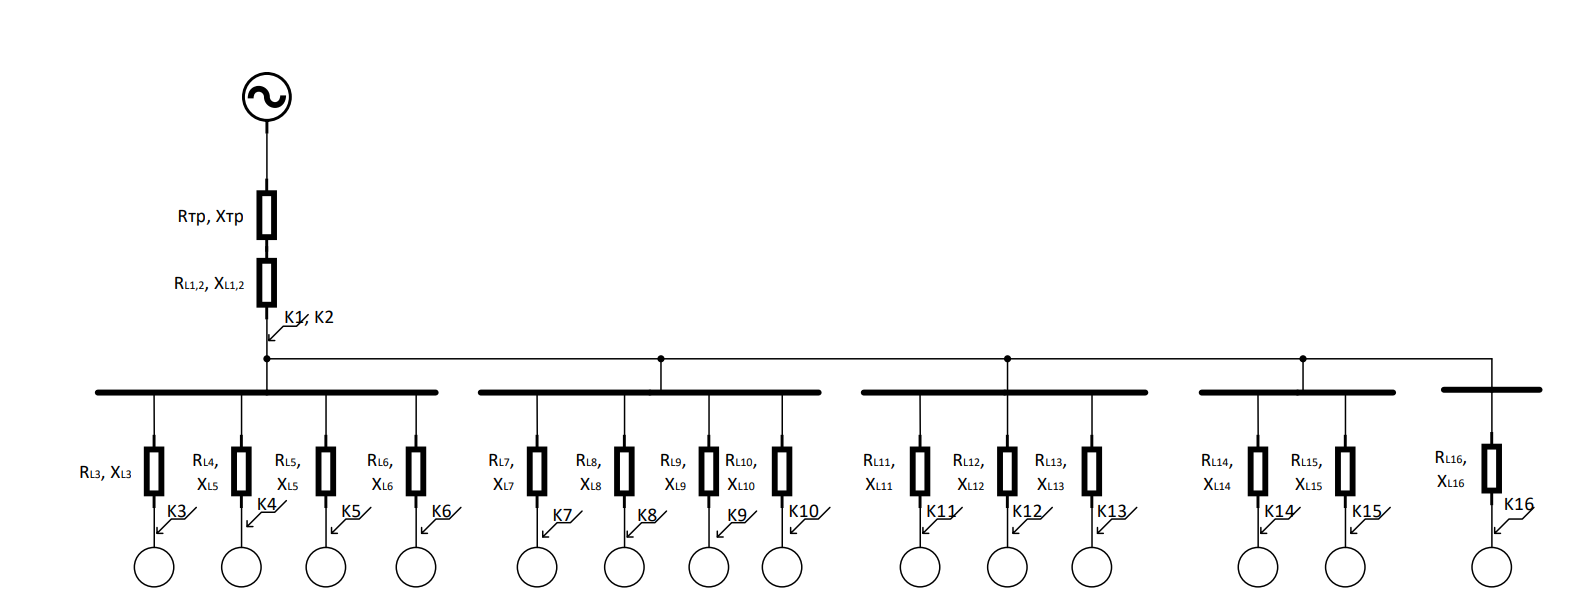 Rтр, Xтр
RL1,2, XL1,2
K1, K2
RL3, XL3
RL4,
XL5
RL5,
XL5
RL6,
XL6
RL7,
XL7
RL8,
XL8
RL9,
XL9
RL10,
XL10
RL11,
XL11
RL12,
XL12
RL13,
XL13
RL14,
XL14
RL15,
XL15
RL16,
XL16
K3
K4
K5
K6
K7
K8
K9
K10
K11
K12
K13
K14
K15
K16